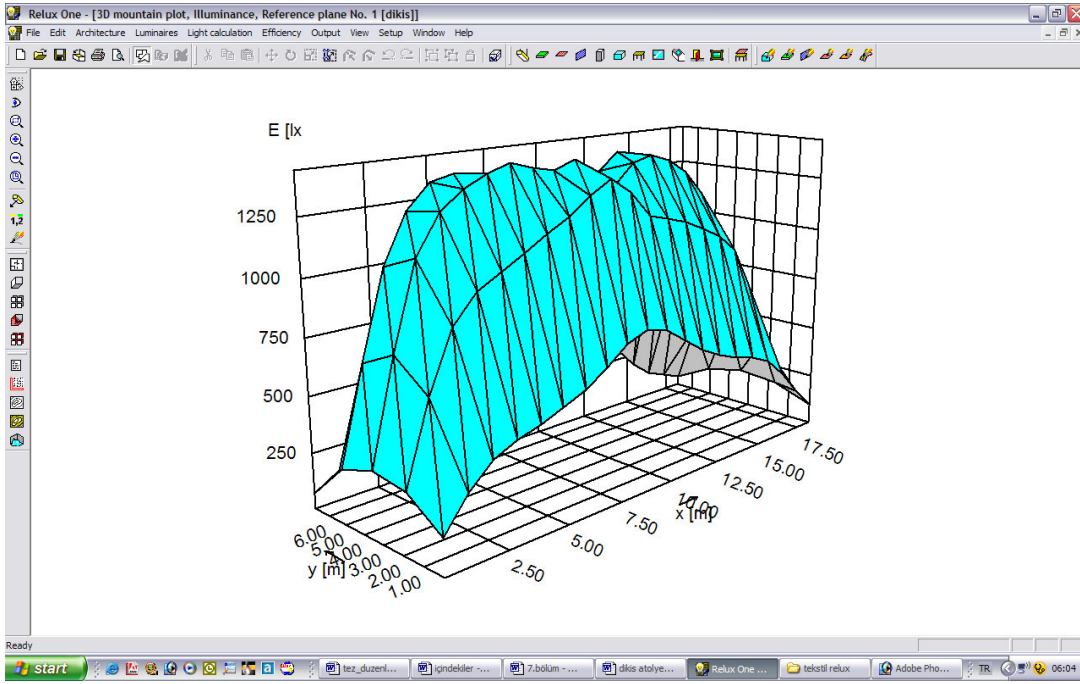 Relux One - [3D mountain plot, Illuminance, Reference plane No. 1 [dikis]]
File Edit Architecture Luminaires Light calculation Efficiency Output View Setup Window Help
E [lx
1250
1000
750
500
250
6.00
5.00
4.00
3.00
2.00
1.00
y [m]
2.50
5.00
7.50
10.00
x [m]
12.50
15.00
17.50
1,2
Ready
start
tez_duzenl...
içindekiler -...
7.bölüm - ...
dikis atolye...
Relux One ...
tekstil relux
Adobe Pho...
TR
06:04